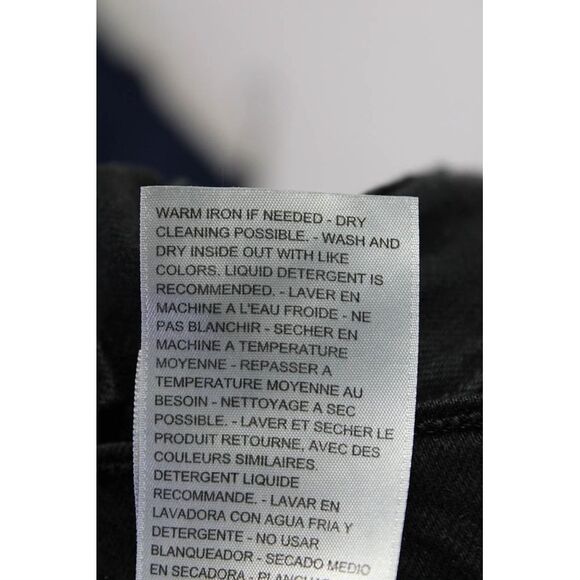 WARM IRON IF NEEDED - DRY
CLEANING POSSIBLE. - WASH AND
DRY INSIDE OUT WITH LIKE
COLORS. LIQUID DETERGENT IS
RECOMMENDED. - LAVER EN
MACHINE A L'EAU FROIDE - NE
PAS BLANCHIR - SECHER EN
MACHINE A TEMPERATURE
MOYENNE - REPASSER A
TEMPERATURE MOYENNE AU
BESOIN - NETTOYAGE A SEC
POSSIBLE. - LAVER ET SECHER LE
PRODUIT RETOURNE, AVEC DES
COULEURS SIMILAIRES.
DETERGENT LIQUIDE
RECOMMANDE. - LAVAR EN
LAVADORA CON AGUA FRIA Y
DETERGENTE - NO USAR
BLANQUEADOR - SECADO MEDIO
EN SECADORA -